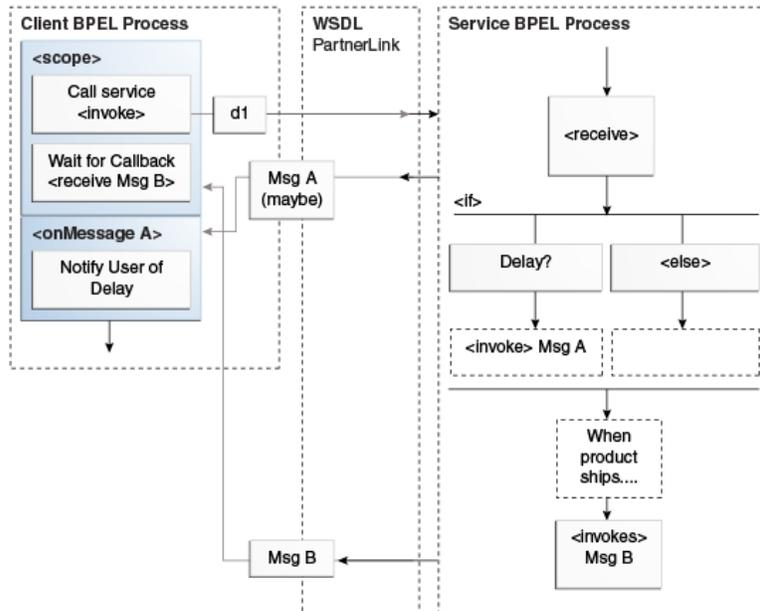 Client BPEL Process
<scope>
Call service
<invoke>
d1
Wait for Callback
<receive Msg B>
<onMessage A>
Notify User of
Delay
WSDL
PartnerLink
Msg A
(maybe)
Msg B
Service BPEL Process
<receive>
<if>
Delay?
<else>
<invoke> Msg A
When
product
ships....
<invokes>
Msg B